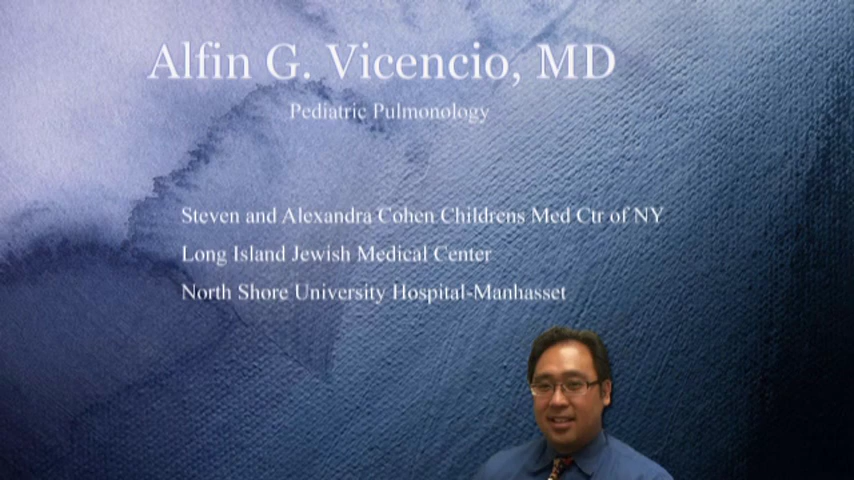 Alfin G. Vicencio, MD
Pediatric Pulmonology
Steven and Alexandra Cohen Childrens Med Ctr of NY
Long Island Jewish Medical Center
North Shore University Hospital-Manhasset